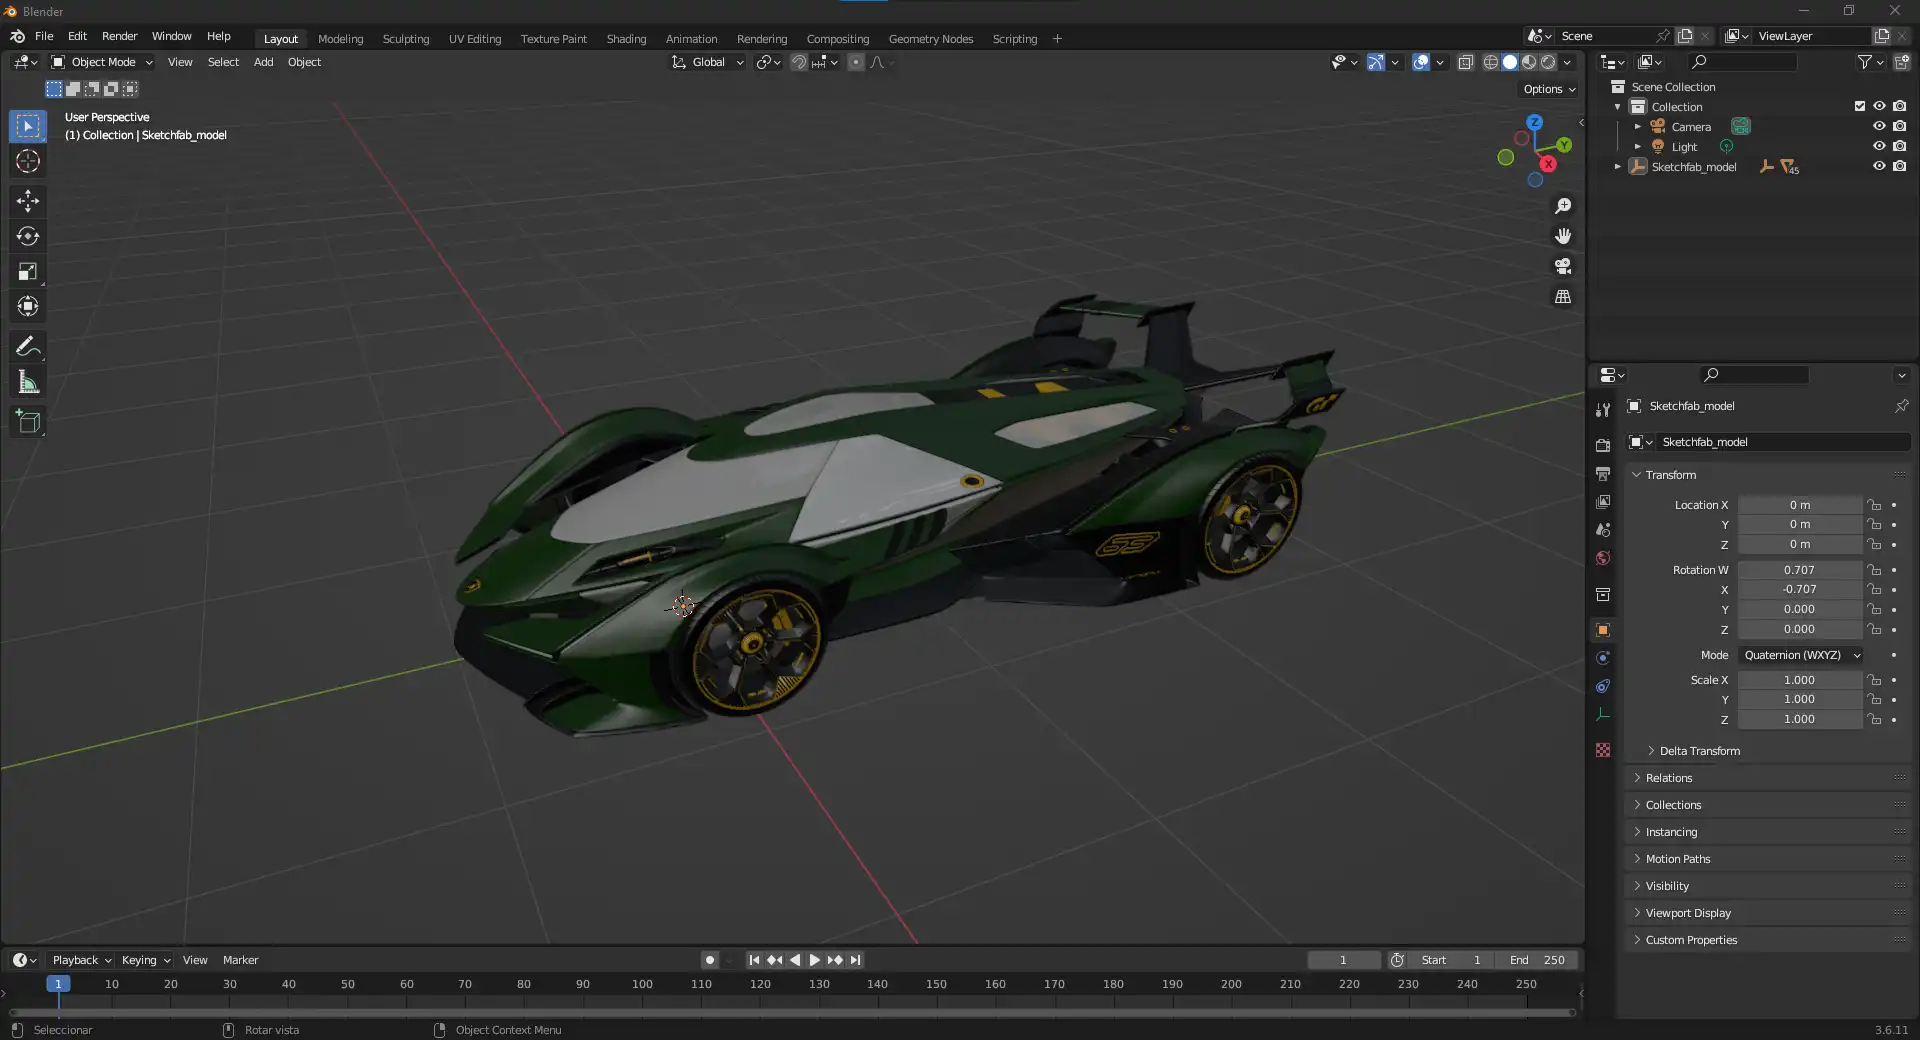 Blender
File Edit Render Window Help
Layout Modeling Sculpting UV Editing Texture Paint Shading Animation Rendering Compositing Geometry Nodes Scripting +
Scene
ViewLayer
Object Mode View Select Add Object
Global
Options
User Perspective
(1) Collection | Sketchfab_model
Z
Y
X
Scene Collection
Collection
Camera
Light
Sketchfab_model 45
Sketchfab_model
Sketchfab_model
Transform
Location X 0 m
Y 0 m
Z 0 m
Rotation W 0.707
X -0.707
Y 0.000
Z 0.000
Mode Quaternion (WXYZ)
Scale X 1.000
Y 1.000
Z 1.000
Delta Transform
Relations
Collections
Instancing
Motion Paths
Visibility
Viewport Display
Custom Properties
Playback Keying View Marker
1 Start 1 End 250
1 10 20 30 40 50 60 70 80 90 100 110 120 130 140 150 160 170 180 190 200 210 220 230 240 250
Seleccionar Rotar vista Object Context Menu
3.6.11